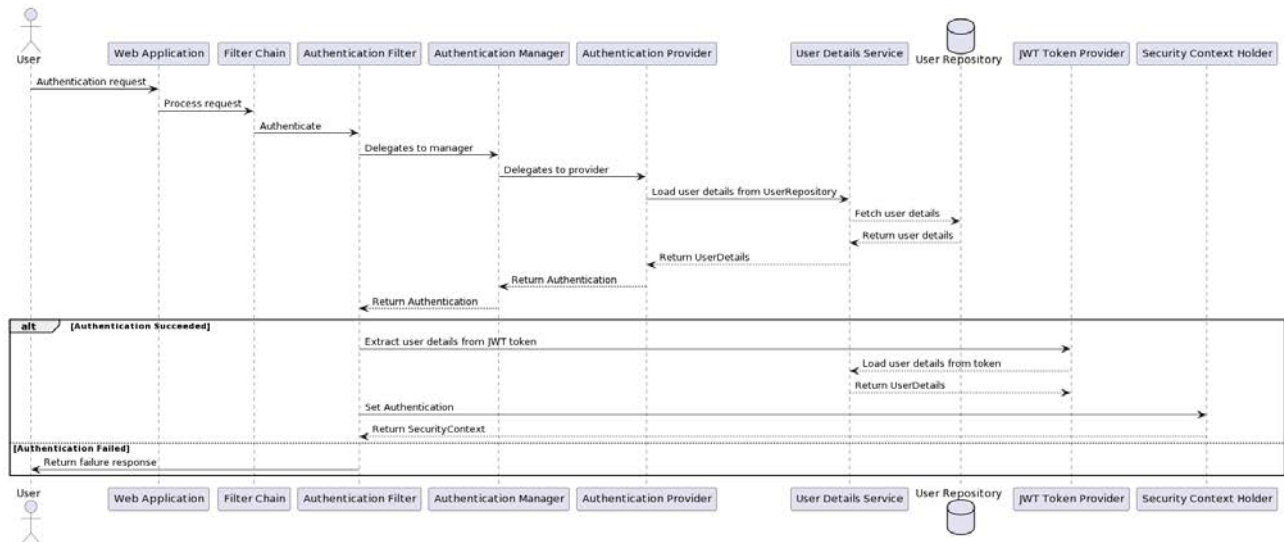 User
Web Application
Filter Chain
Authentication Filter
Authentication Manager
Authentication Provider
User Details Service
User Repository
JWT Token Provider
Security Context Holder
Authentication request
Process request
Authenticate
Delegates to manager
Delegates to provider
Load user details from UserRepository
Fetch user details
Return user details
Return UserDetails
Return Authentication
Return Authentication
alt
[Authentication Succeeded]
Extract user details from JWT token
Load user details from token
Return UserDetails
Set Authentication
Return SecurityContext
[Authentication Failed]
Return failure response
User
Web Application
Filter Chain
Authentication Filter
Authentication Manager
Authentication Provider
User Details Service
User Repository
JWT Token Provider
Security Context Holder